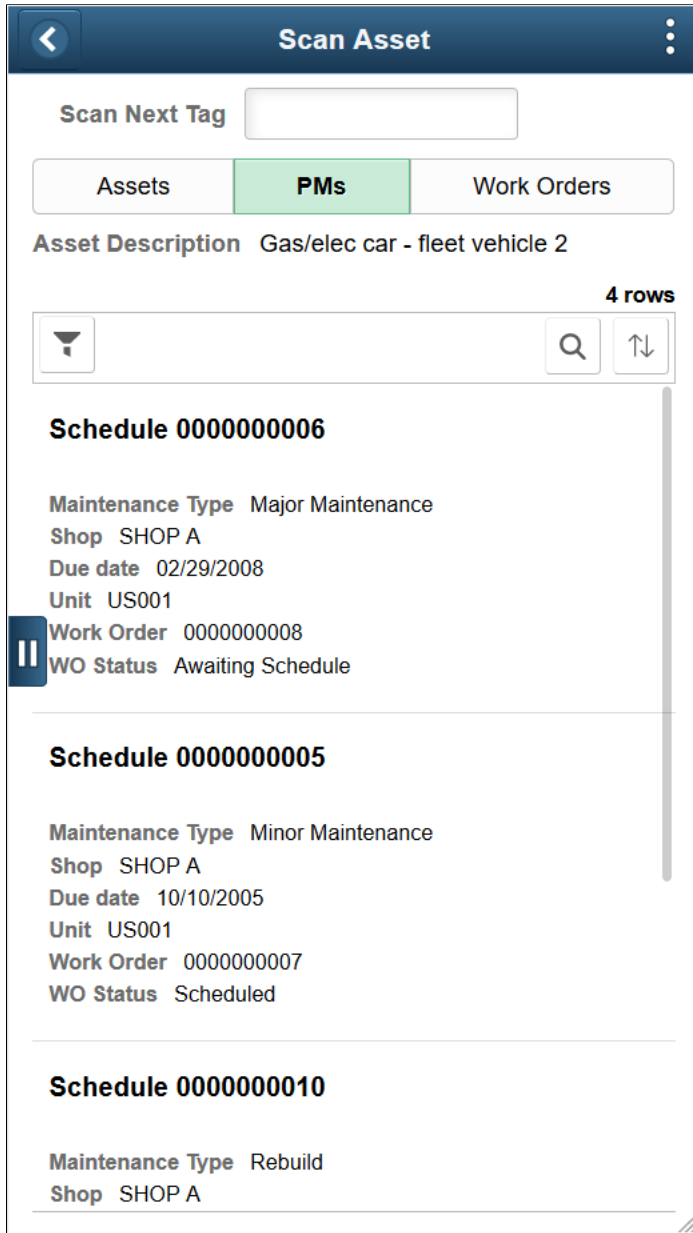 Scan Asset
Scan Next Tag
Assets PMs Work Orders
Asset Description Gas/elec car - fleet vehicle 2
4 rows
Schedule 0000000006
Maintenance Type Major Maintenance
Shop SHOP A
Due date 02/29/2008
Unit US001
Work Order 0000000008
WO Status Awaiting Schedule
Schedule 0000000005
Maintenance Type Minor Maintenance
Shop SHOP A
Due date 10/10/2005
Unit US001
Work Order 0000000007
WO Status Scheduled
Schedule 0000000010
Maintenance Type Rebuild
Shop SHOP A